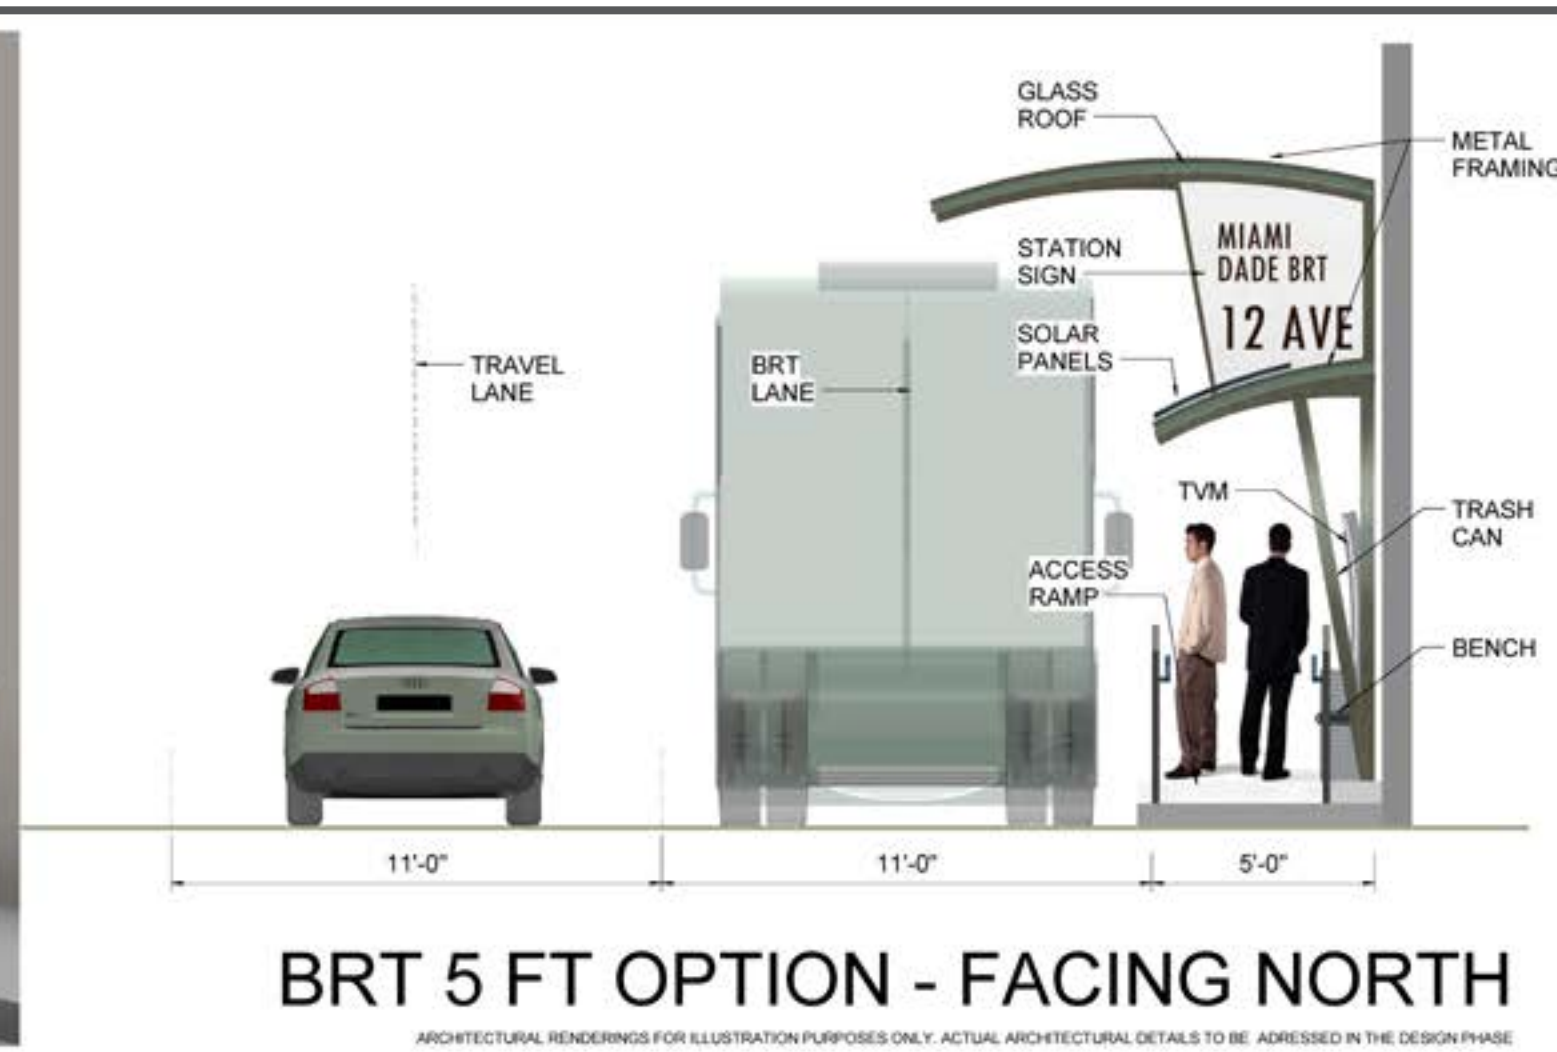 GLASS
ROOF
METAL
FRAMING
STATION
SIGN
MIAMI
DADE BRT
12 AVE
SOLAR
PANELS
TRAVEL
LANE
BRT
LANE
TVM
TRASH
CAN
ACCESS
RAMP
BENCH
11'-0"
11'-0"
5'-0"
BRT 5 FT OPTION - FACING NORTH
ARCHITECTURAL RENDERINGS FOR ILLUSTRATION PURPOSES ONLY. ACTUAL ARCHITECTURAL DETAILS TO BE ADRESSED IN THE DESIGN PHASE